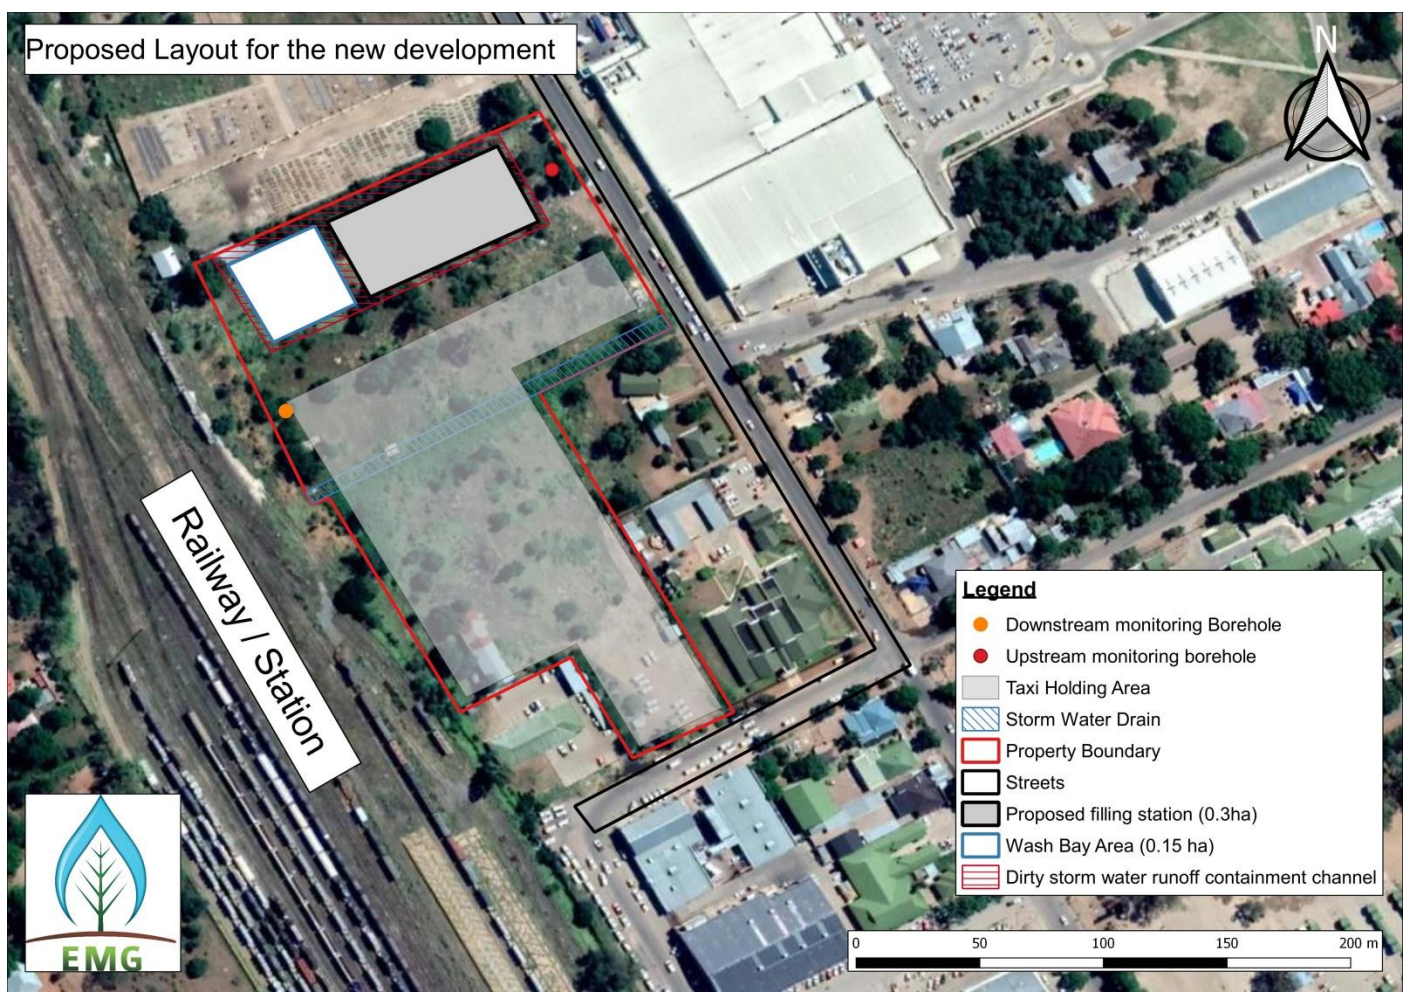 Proposed Layout for the new development
N
Railway / Station
Legend
Downstream monitoring Borehole
Upstream monitoring borehole
Taxi Holding Area
Storm Water Drain
Property Boundary
Streets
Proposed filling station (0.3ha)
Wash Bay Area (0.15 ha)
Dirty storm water runoff containment channel
0 50 100 150 200 m
EMG